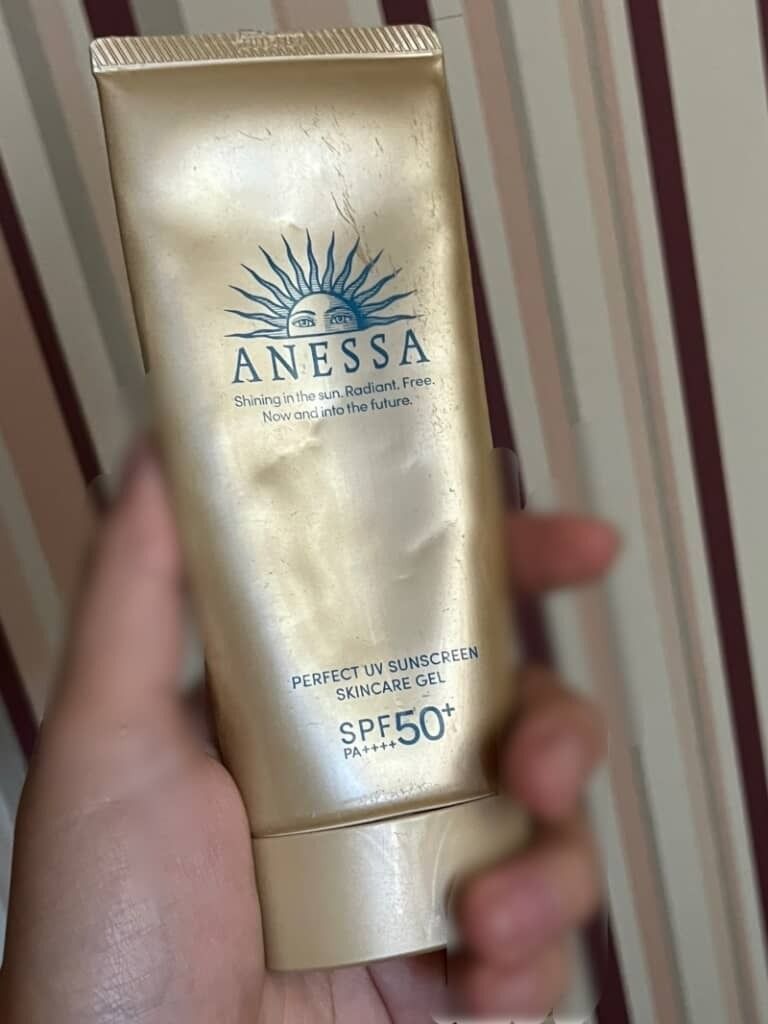 ANESSA
Shining in the sun. Radiant. Free.
Now and into the future.
PERFECT UV SUNSCREEN
SKINCARE GEL
SPF50+
PA++++